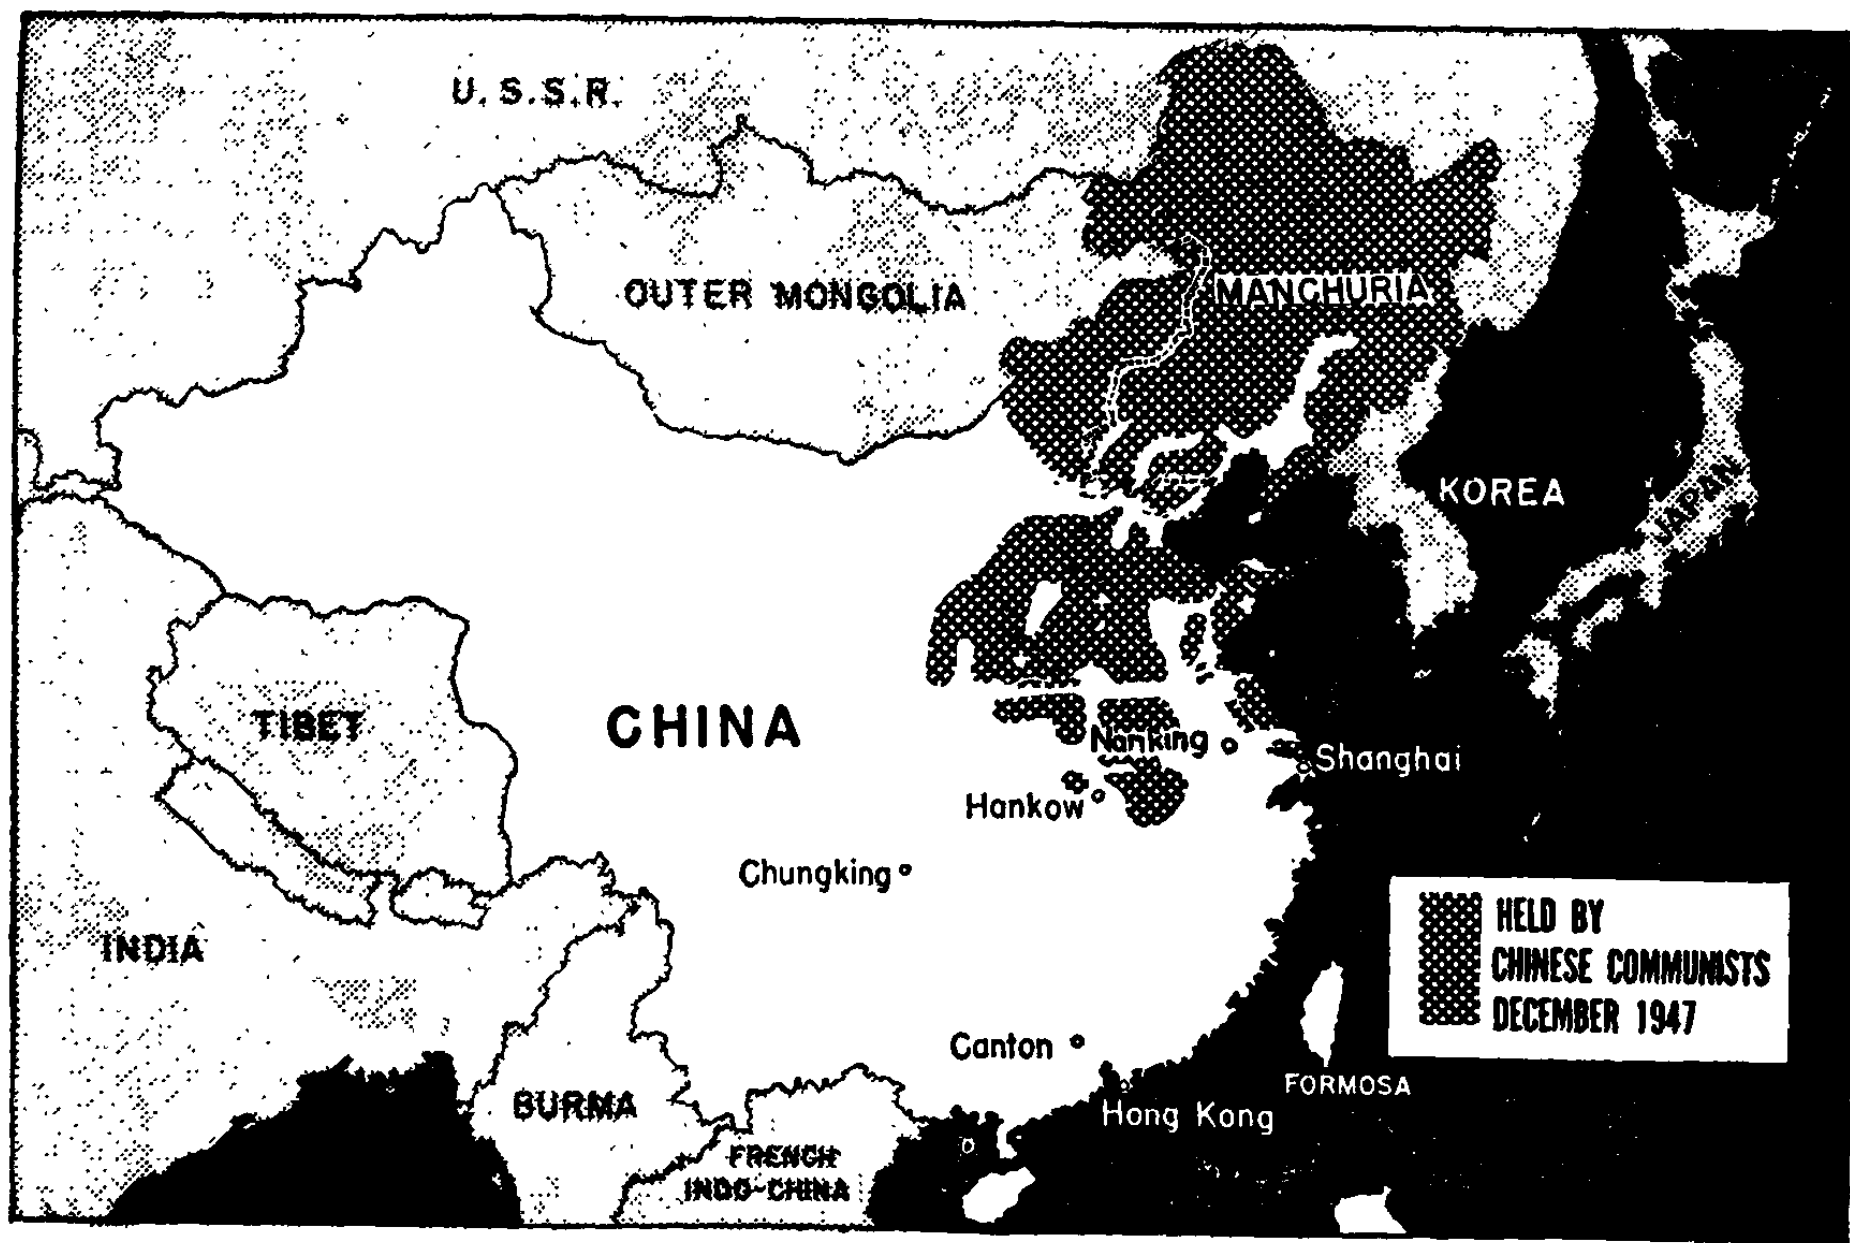 U.S.S.R.
OUTER MONGOLIA
MANCHURIA
KOREA
JAPAN
TIBET
CHINA
Nanking
Shanghai
Hankow
Chungking
INDIA
HELD BY
CHINESE COMMUNISTS
DECEMBER 1947
Canton
FORMOSA
BURMA
Hong Kong
FRENCH
INDO-CHINA